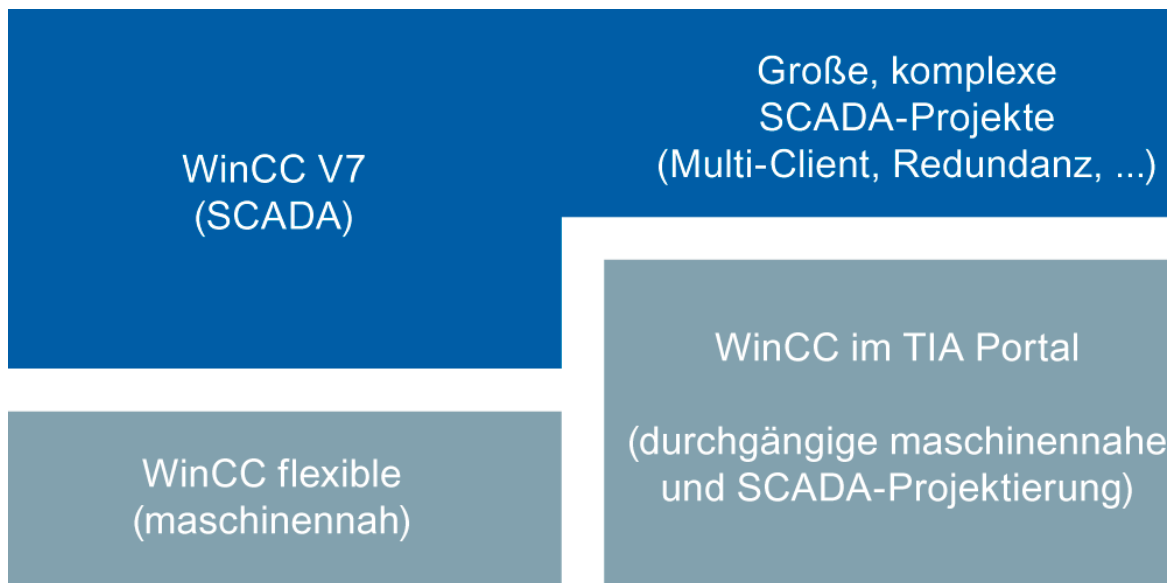 WinCC V7
(SCADA)
Große, komplexe
SCADA-Projekte
(Multi-Client, Redundanz, ...)
WinCC flexible
(maschinennah)
WinCC im TIA Portal
(durchgängige maschinennahe
und SCADA-Projektierung)